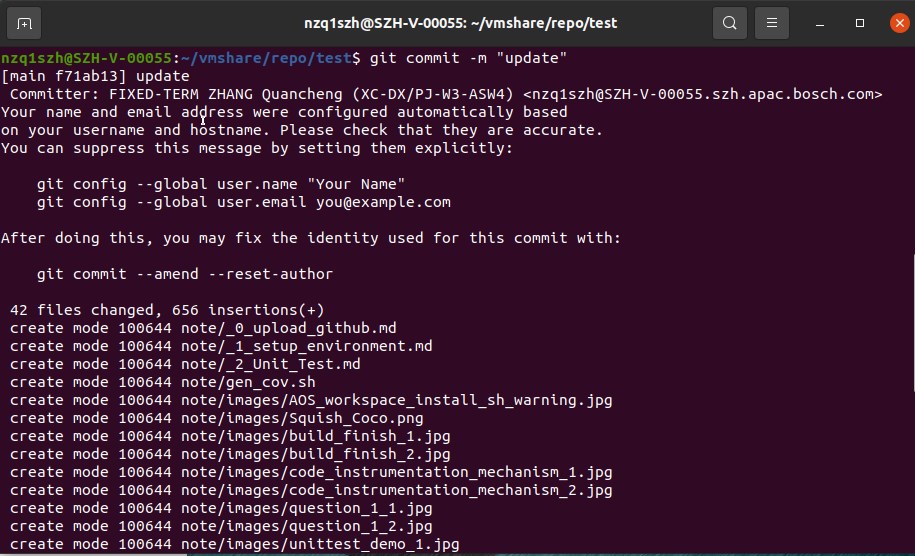 nzq1szh@SZH-V-00055: ~/vmshare/repo/test
nzq1szh@SZH-V-00055:~/vmshare/repo/test$ git commit -m "update"
[main f71ab13] update
 Committer: FIXED-TERM ZHANG Quancheng (XC-DX/PJ-W3-ASW4) <nzq1szh@SZH-V-00055.szh.apac.bosch.com>
Your name and email address were configured automatically based
on your username and hostname. Please check that they are accurate.
You can suppress this message by setting them explicitly:

    git config --global user.name "Your Name"
    git config --global user.email you@example.com

After doing this, you may fix the identity used for this commit with:

    git commit --amend --reset-author

 42 files changed, 656 insertions(+)
 create mode 100644 note/_0_upload_github.md
 create mode 100644 note/_1_setup_environment.md
 create mode 100644 note/_2_Unit_Test.md
 create mode 100644 note/gen_cov.sh
 create mode 100644 note/images/AOS_workspace_install_sh_warning.jpg
 create mode 100644 note/images/Squish_Coco.png
 create mode 100644 note/images/build_finish_1.jpg
 create mode 100644 note/images/build_finish_2.jpg
 create mode 100644 note/images/code_instrumentation_mechanism_1.jpg
 create mode 100644 note/images/code_instrumentation_mechanism_2.jpg
 create mode 100644 note/images/question_1_1.jpg
 create mode 100644 note/images/question_1_2.jpg
 create mode 100644 note/images/unittest_demo_1.jpg